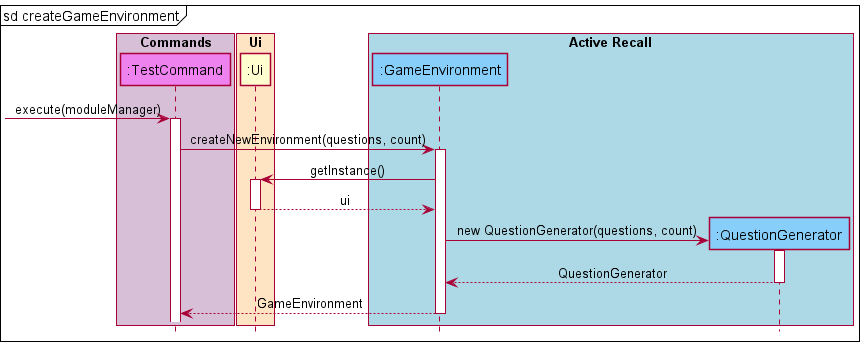 sd createGameEnvironment
Commands
Ui
Active Recall
:TestCommand
:Ui
:GameEnvironment
execute(moduleManager)
createNewEnvironment(questions, count)
getInstance()
ui
new QuestionGenerator(questions, count)
:QuestionGenerator
QuestionGenerator
GameEnvironment